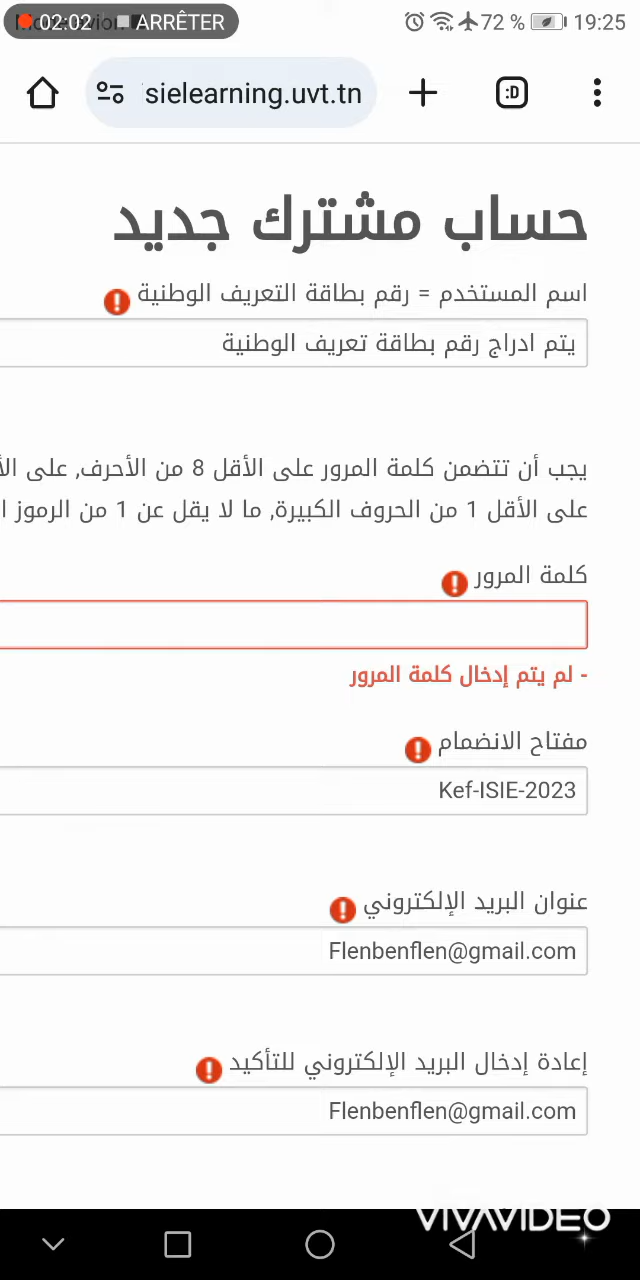 02:02 ARRÊTER
72 % 19:25
sielearning.uvt.tn
:D
حساب مشترك جديد
اسم المستخدم = رقم بطاقة التعريف الوطنية
يتم ادراج رقم بطاقة تعريف الوطنية
يجب أن تتضمن كلمة المرور على الأقل 8 من الأحرف, على
على الأقل 1 من الحروف الكبيرة, ما لا يقل عن 1 من الرموز
كلمة المرور
- لم يتم إدخال كلمة المرور
مفتاح الانضمام
Kef-ISIE-2023
عنوان البريد الإلكتروني
Flenbenflen@gmail.com
إعادة إدخال البريد الإلكتروني للتأكيد
Flenbenflen@gmail.com
VIVAVIDEO